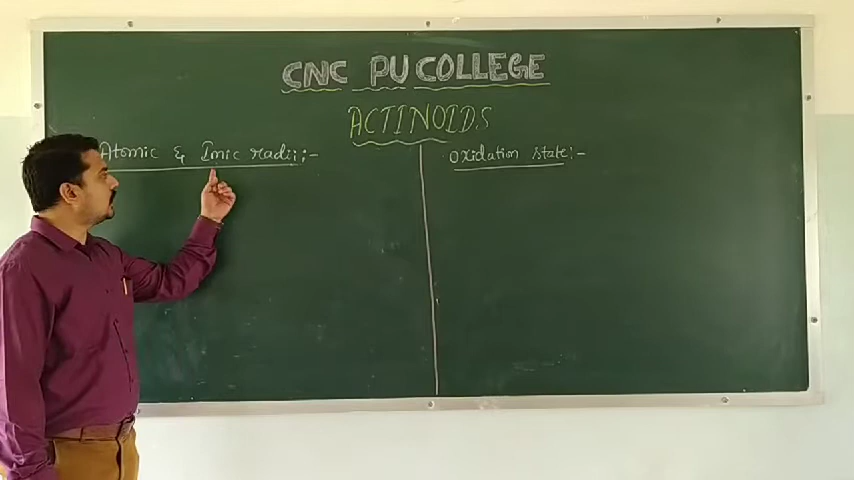 CNC PU COLLEGE
ACTINOIDS
Atomic & Ionic radii:-
Oxidation state:-